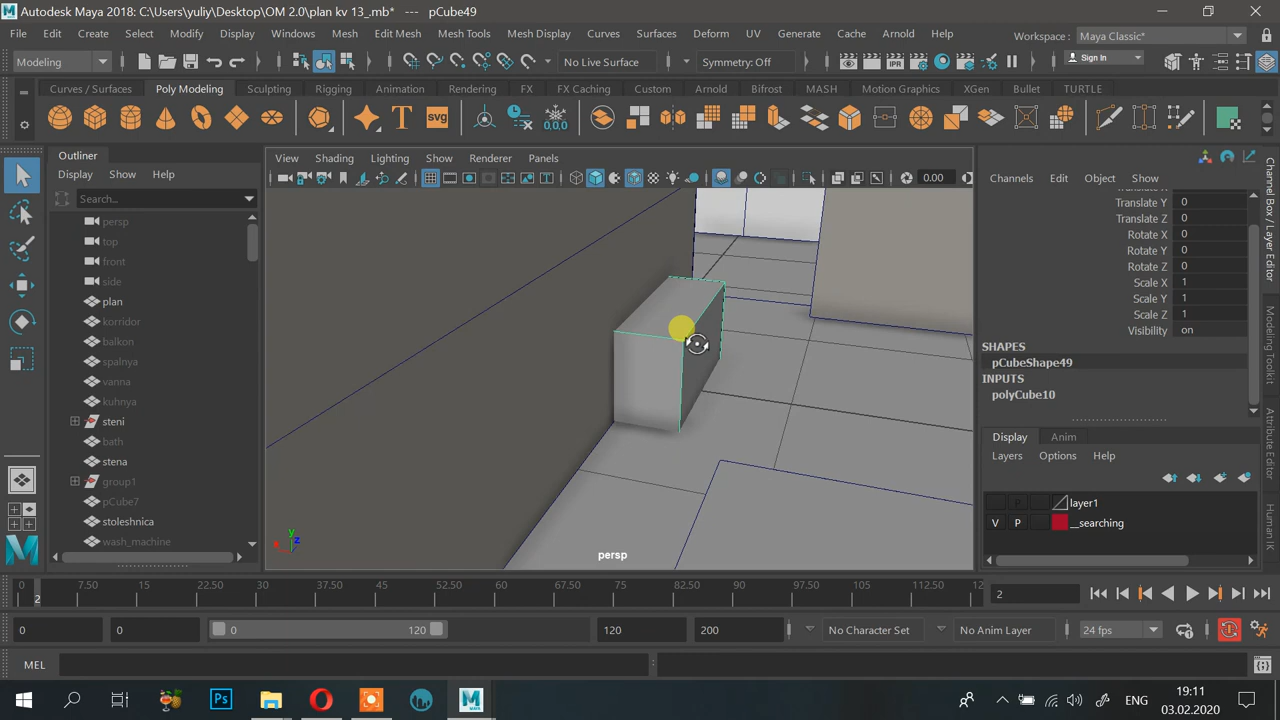 Autodesk Maya 2018: C:\Users\yuliy\Desktop\OM 2.0\plan kv 13_.mb* --- pCube49
File Edit Create Select Modify Display Windows Mesh Edit Mesh Mesh Tools Mesh Display Curves Surfaces Deform UV Generate Cache Arnold Help
Workspace : Maya Classic*
Modeling
No Live Surface
Symmetry: Off
Sign In
Curves / Surfaces Poly Modeling Sculpting Rigging Animation Rendering FX FX Caching Custom Arnold Bifrost MASH Motion Graphics XGen Bullet TURTLE
svg
0,0,0
Outliner
Display Show Help
Search...
persp
top
front
side
plan
korridor
balkon
spalnya
vanna
kuhnya
steni
bath
stena
group1
pCube7
stoleshnica
wash_machine
View Shading Lighting Show Renderer Panels
0.00
persp
y
z
Channels Edit Object Show
Translate Y 0
Translate Z 0
Rotate X 0
Rotate Y 0
Rotate Z 0
Scale X 1
Scale Y 1
Scale Z 1
Visibility on
SHAPES
pCubeShape49
INPUTS
polyCube10
Display Anim
Layers Options Help
P layer1
V P __searching
Channel Box / Layer Editor
Modeling Toolkit
Attribute Editor
Human IK
0 7.50 15 22.50 30 37.50 45 52.50 60 67.50 75 82.50 90 97.50 105 112.50 12
2
2
0 0 0 120 120 200 No Character Set No Anim Layer 24 fps
MEL
ENG
19:11
03.02.2020